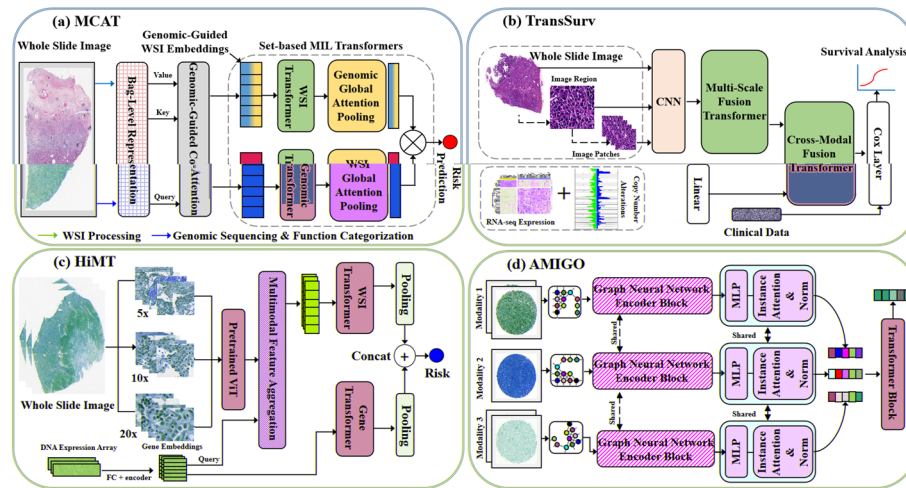 (a) MCAT
Whole Slide Image
Genomic-Guided
WSI Embeddings
Set-based MIL Transformers
Bag-Level Representation
Value
Key
Query
Genomic-Guided Co-Attention
WSI
Transformer
Genomic
Global
Attention
Pooling
Genomic
Transformer
WSI
Global
Attention
Pooling
Risk
Prediction
WSI Processing
Genomic Sequencing & Function Categorization
(b) TransSurv
Whole Slide Image
Image Region
Image Patches
CNN
Multi-Scale
Fusion
Transformer
Cross-Modal
Fusion
Transformer
Survival Analysis
Cox Layer
RNA-seq Expression
Copy Number
Alterations
Linear
Clinical Data
(c) HiMT
Whole Slide Image
5x
10x
20x
Pretrained ViT
Multimodal Feature
Aggregation
WSI
Transformer
Pooling
Concat
Risk
Gene
Transformer
Pooling
DNA Expression Array
Gene Embeddings
Query
FC + encoder
(d) AMIGO
Modality 1
Graph Neural Network
Encoder Block
MLP
Instance
Attention
&
Norm
Shared
Shared
Modality 2
Graph Neural Network
Encoder Block
MLP
Instance
Attention
&
Norm
Shared
Shared
Modality 3
Graph Neural Network
Encoder Block
MLP
Instance
Attention
&
Norm
Transformer
Block